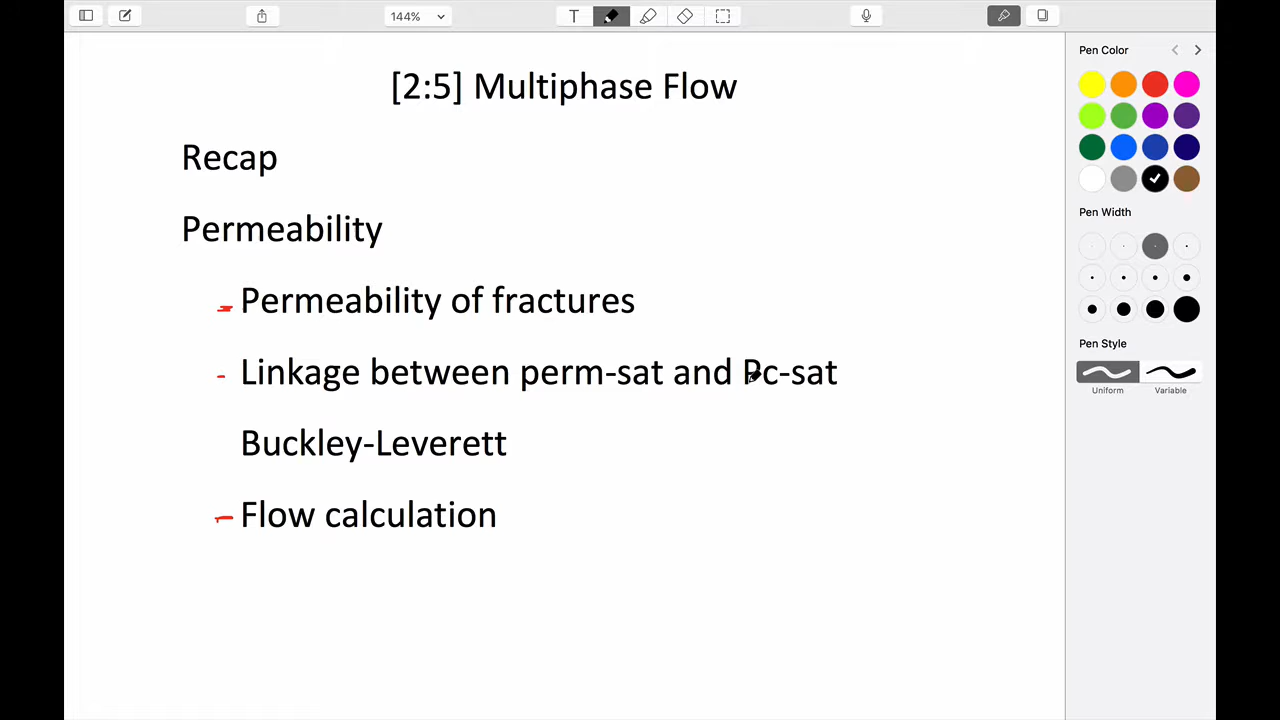 144%
T
Pen Color
[2:5] Multiphase Flow
Recap
Permeability
- Permeability of fractures
- Linkage between perm-sat and Pc-sat
Buckley-Leverett
- Flow calculation
Pen Width
Pen Style
Uniform
Variable